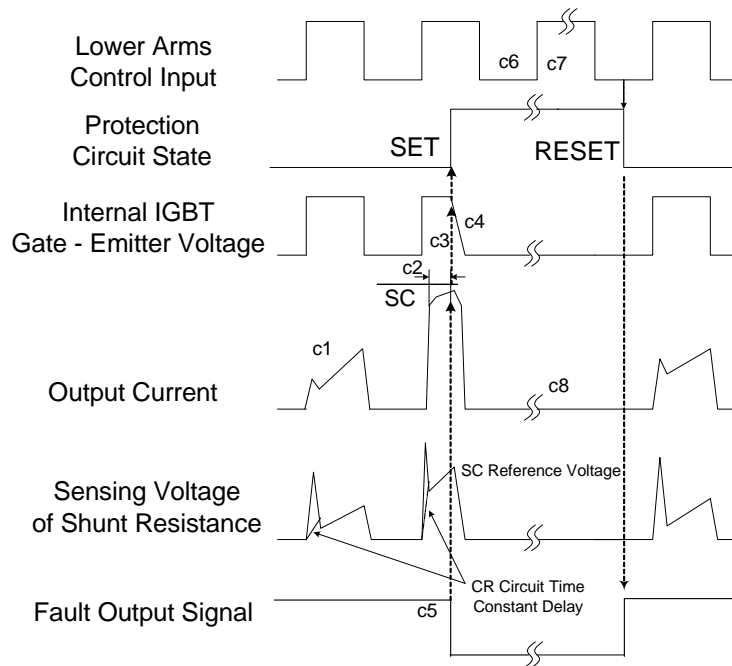 Lower Arms
Control Input
c6
c7
Protection
Circuit State
SET
RESET
Internal IGBT
Gate - Emitter Voltage
c3
c4
c2
SC
c1
Output Current
c8
SC Reference Voltage
Sensing Voltage
of Shunt Resistance
CR Circuit Time
Constant Delay
Fault Output Signal
c5